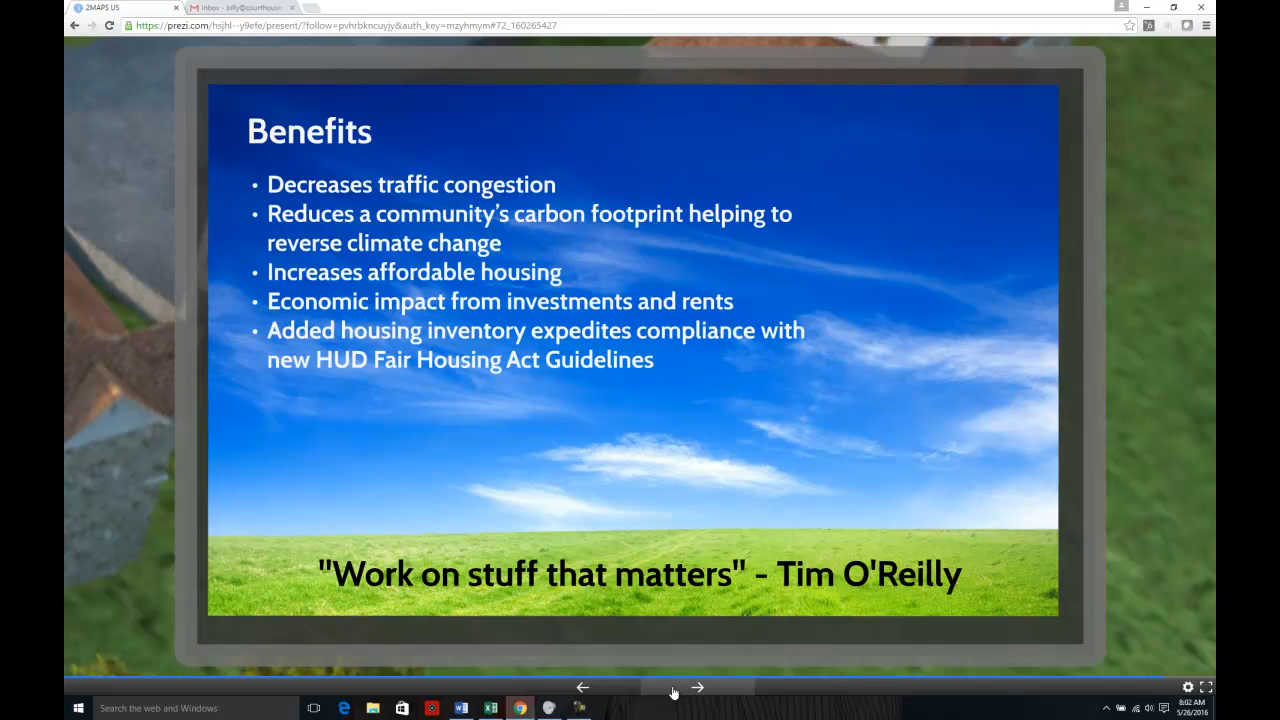 2MAPS US
Inbox - billy@courthous
https://prezi.com/hsjhl--y9efe/present/?follow=pvhrbkncuyjy&auth_key=mzyhmym#72_160265427
Benefits
• Decreases traffic congestion
• Reduces a community's carbon footprint helping to
reverse climate change
• Increases affordable housing
• Economic impact from investments and rents
• Added housing inventory expedites compliance with
new HUD Fair Housing Act Guidelines
"Work on stuff that matters" - Tim O'Reilly
Search the web and Windows
8:02 AM
5/26/2016